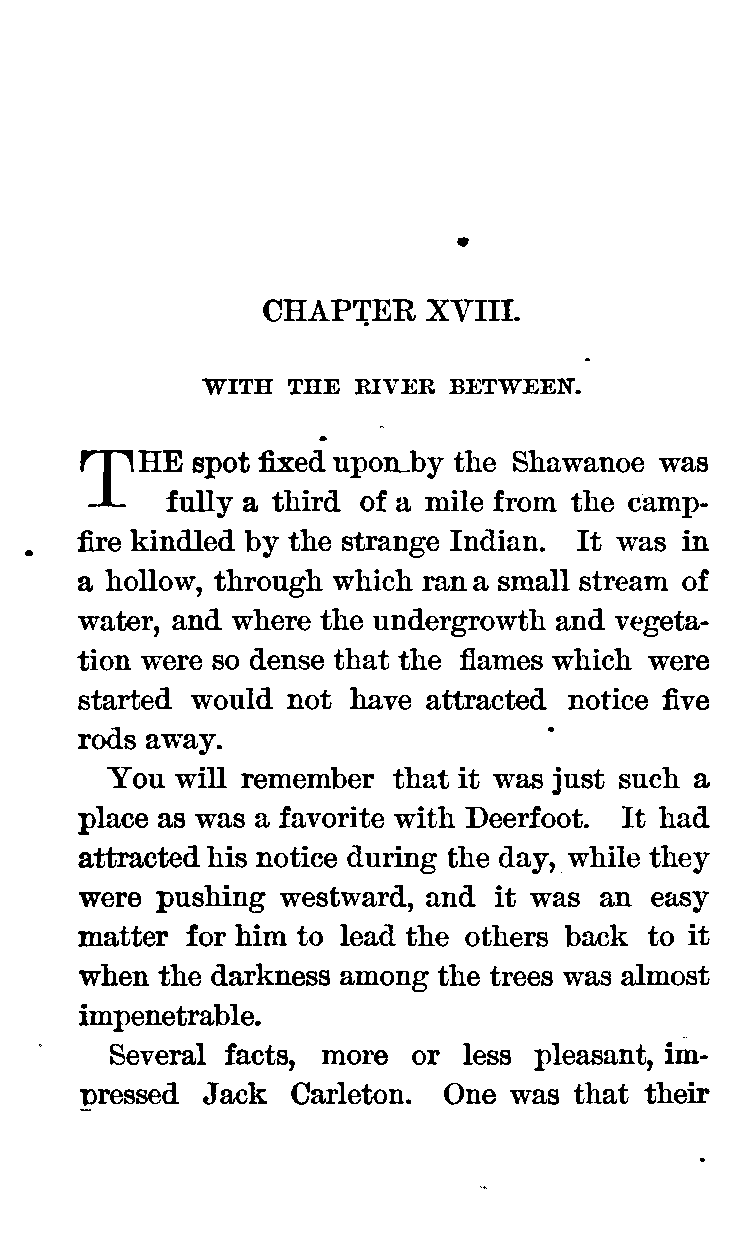 CHAPTER XVIII.
WITH THE RIVER BETWEEN.
THE spot fixed upon by the Shawanoe was
fully a third of a mile from the camp-
fire kindled by the strange Indian. It was in
a hollow, through which ran a small stream of
water, and where the undergrowth and vegeta-
tion were so dense that the flames which were
started would not have attracted notice five
rods away.
You will remember that it was just such a
place as was a favorite with Deerfoot. It had
attracted his notice during the day, while they
were pushing westward, and it was an easy
matter for him to lead the others back to it
when the darkness among the trees was almost
impenetrable.
Several facts, more or less pleasant, im-
pressed Jack Carleton. One was that their